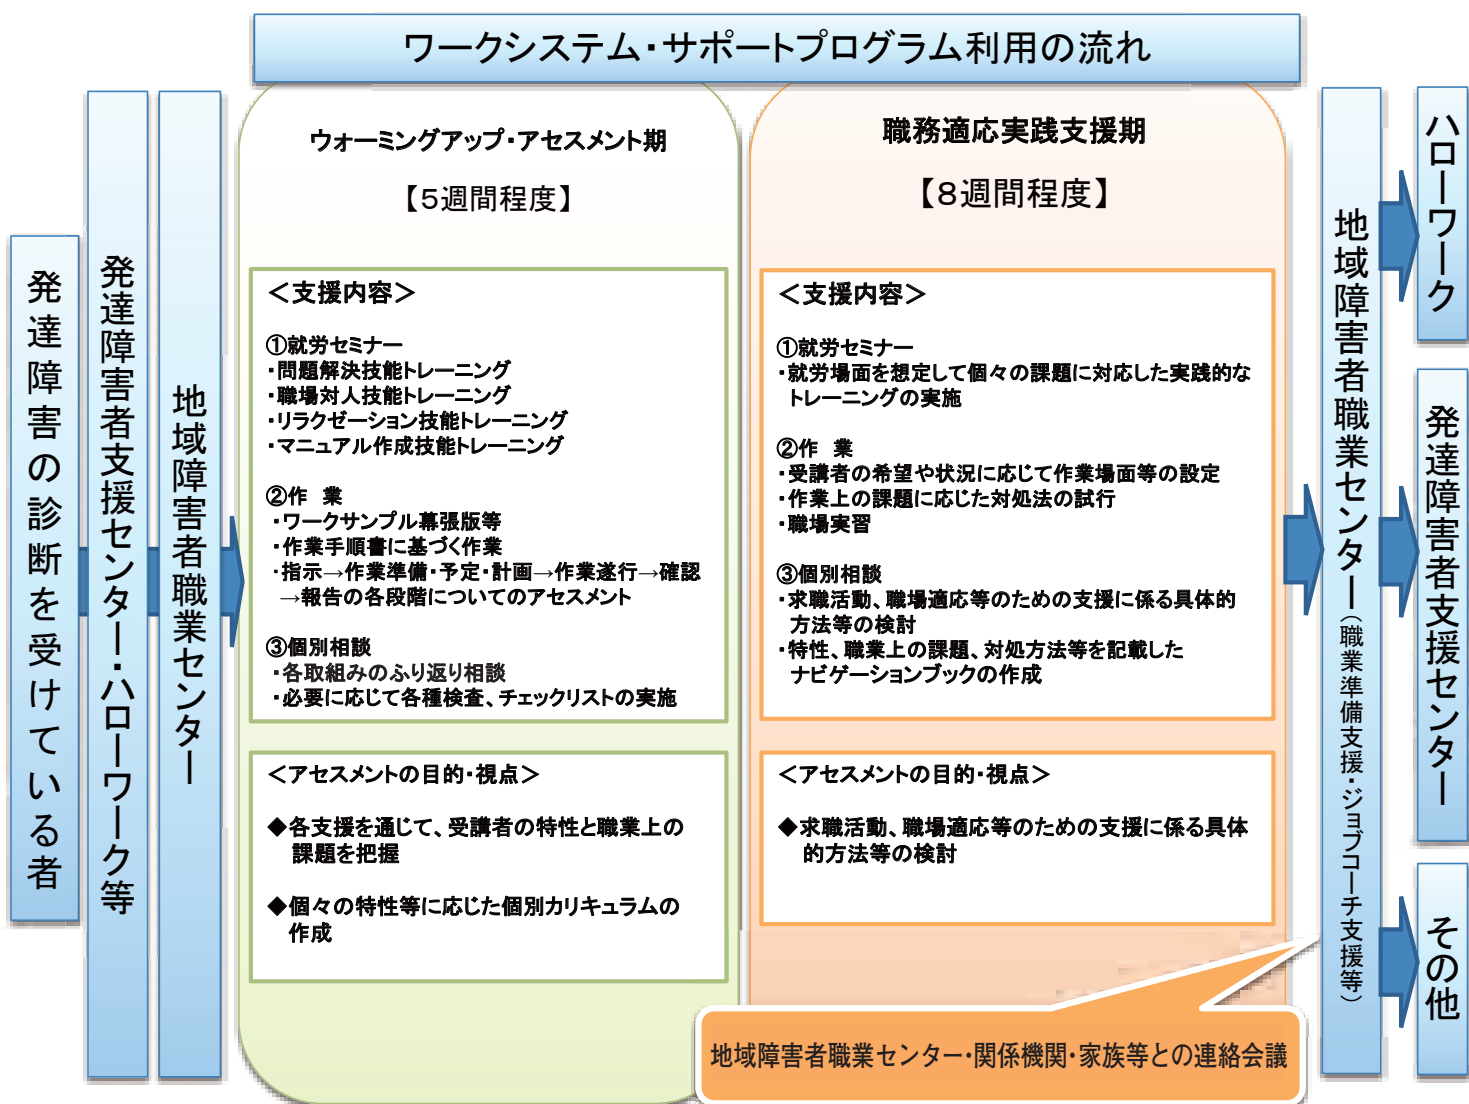 ワークシステム・サポートプログラム利用の流れ
発達障害の診断を受けている者
発達障害者支援センター・ハローワーク等
地域障害者職業センター
ウォーミングアップ・アセスメント期
【5週間程度】
＜支援内容＞
①就労セミナー
・問題解決技能トレーニング
・職場対人技能トレーニング
・リラクゼーション技能トレーニング
・マニュアル作成技能トレーニング
②作　業
・ワークサンプル幕張版等
・作業手順書に基づく作業
・指示→作業準備・予定・計画→作業遂行→確認
→報告の各段階についてのアセスメント
③個別相談
・各取組みのふり返り相談
・必要に応じて各種検査、チェックリストの実施
＜アセスメントの目的・視点＞
◆各支援を通じて、受講者の特性と職業上の
課題を把握
◆個々の特性等に応じた個別カリキュラムの
作成
職務適応実践支援期
【8週間程度】
＜支援内容＞
①就労セミナー
・就労場面を想定して個々の課題に対応した実践的な
トレーニングの実施
②作　業
・受講者の希望や状況に応じて作業場面等の設定
・作業上の課題に応じた対処法の試行
・職場実習
③個別相談
・求職活動、職場適応等のための支援に係る具体的
方法等の検討
・特性、職業上の課題、対処方法等を記載した
ナビゲーションブックの作成
＜アセスメントの目的・視点＞
◆求職活動、職場適応等のための支援に係る具体
的方法等の検討
地域障害者職業センター・関係機関・家族等との連絡会議
地域障害者職業センター（職業準備支援・ジョブコーチ支援等）
ハローワーク
発達障害者支援センター
その他